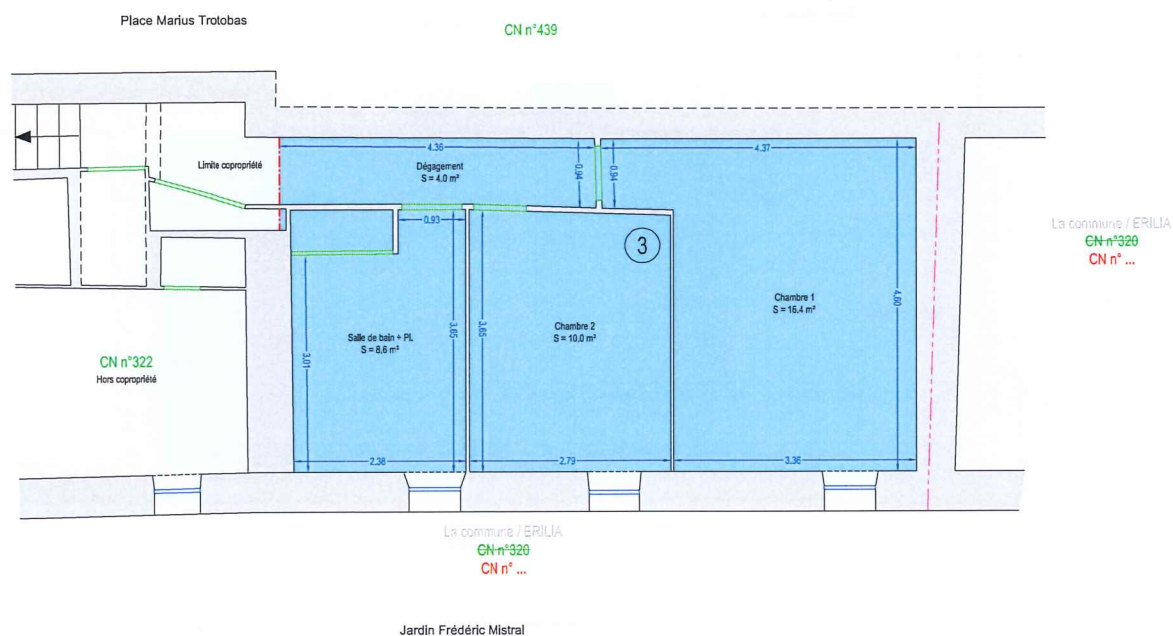 Place Marius Trotobas
CN n°439
Limite copropriété
4.36
Dégagement
S = 4.0 m²
0.94
0.94
4.37
0.93
3
La commune / ERILIA
CN n°320
CN n° ...
4.60
Chambre 1
S = 16.4 m²
Chambre 2
S = 10.0 m²
3.65
3.65
Salle de bain + PL
S = 8.6 m²
3.01
CN n°322
Hors copropriété
2.38
2.79
3.36
La commune / ERILIA
CN n°320
CN n° ...
Jardin Frédéric Mistral